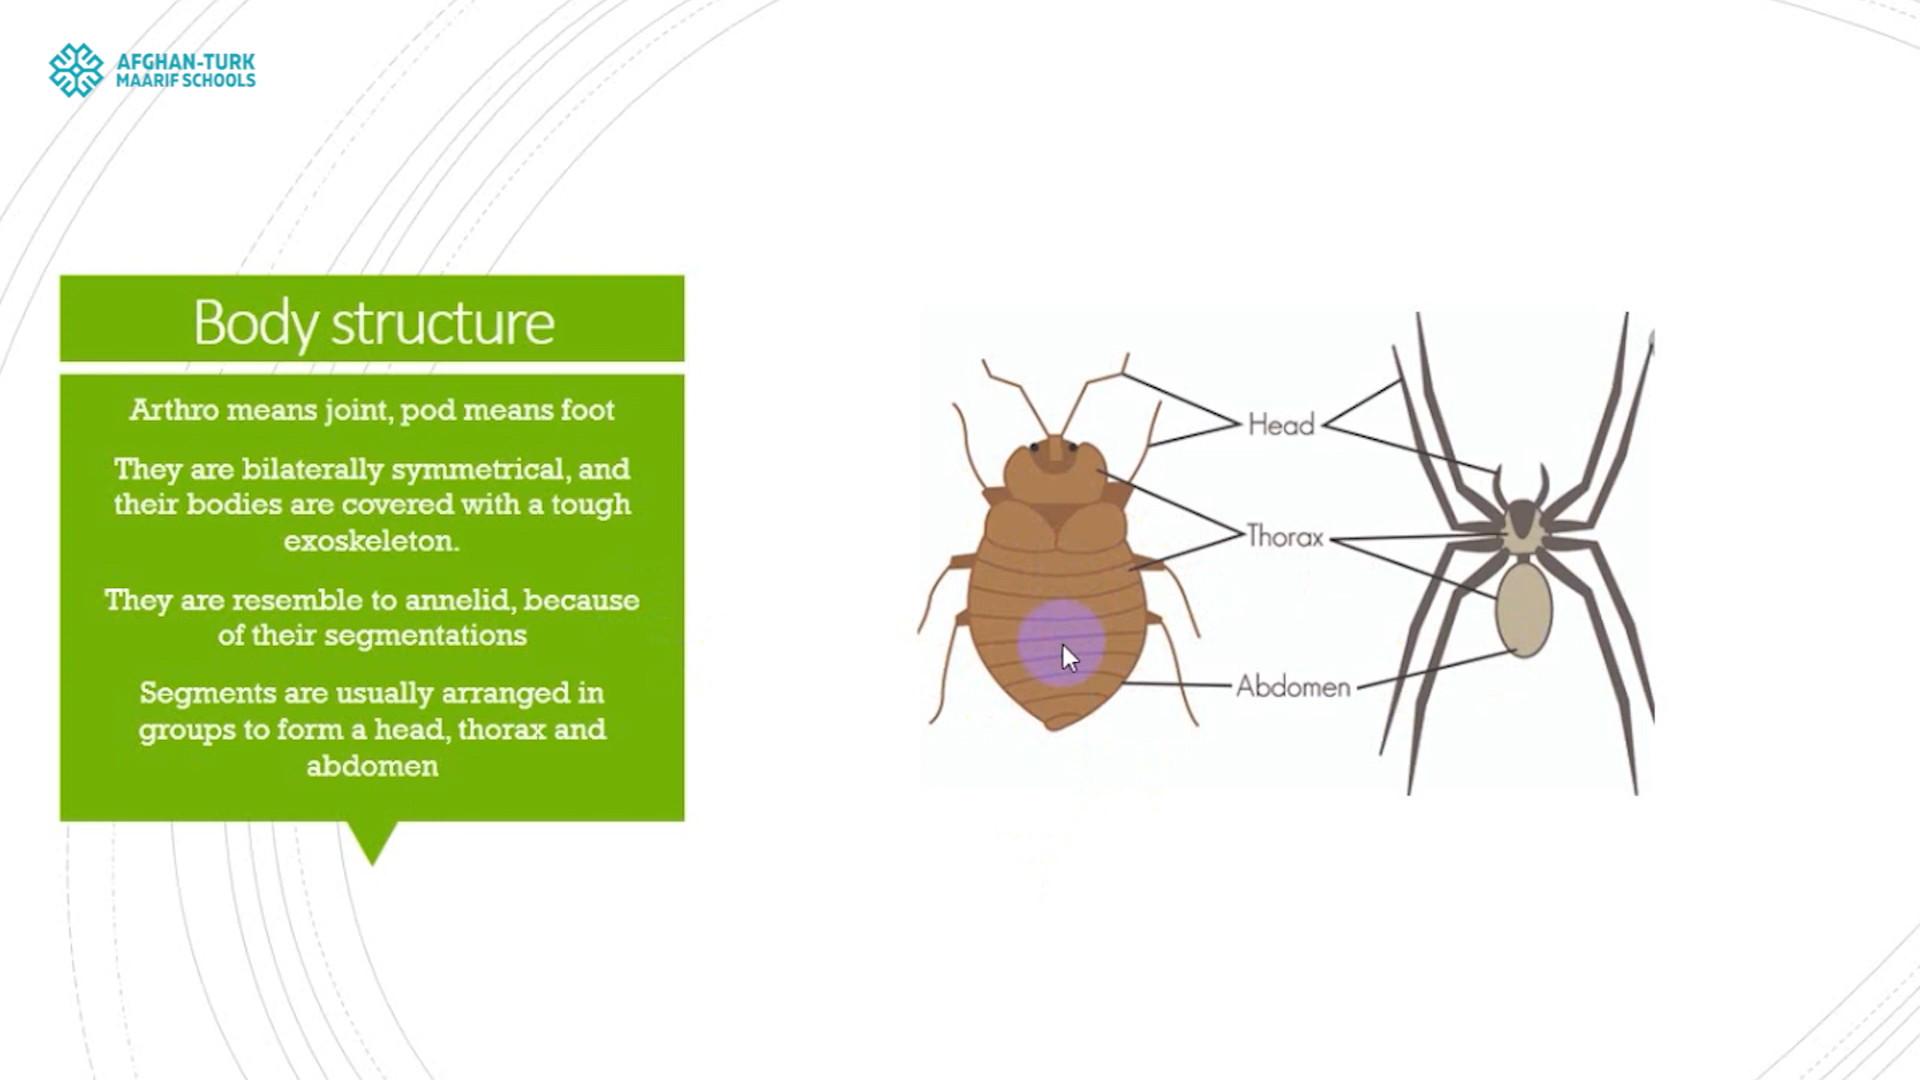 AFGHAN-TURK
MAARIF SCHOOLS
Body structure
Arthro means joint, pod means foot
They are bilaterally symmetrical, and
their bodies are covered with a tough
exoskeleton.
They are resemble to annelid, because
of their segmentations
Segments are usually arranged in
groups to form a head, thorax and
abdomen
Head
Thorax
Abdomen